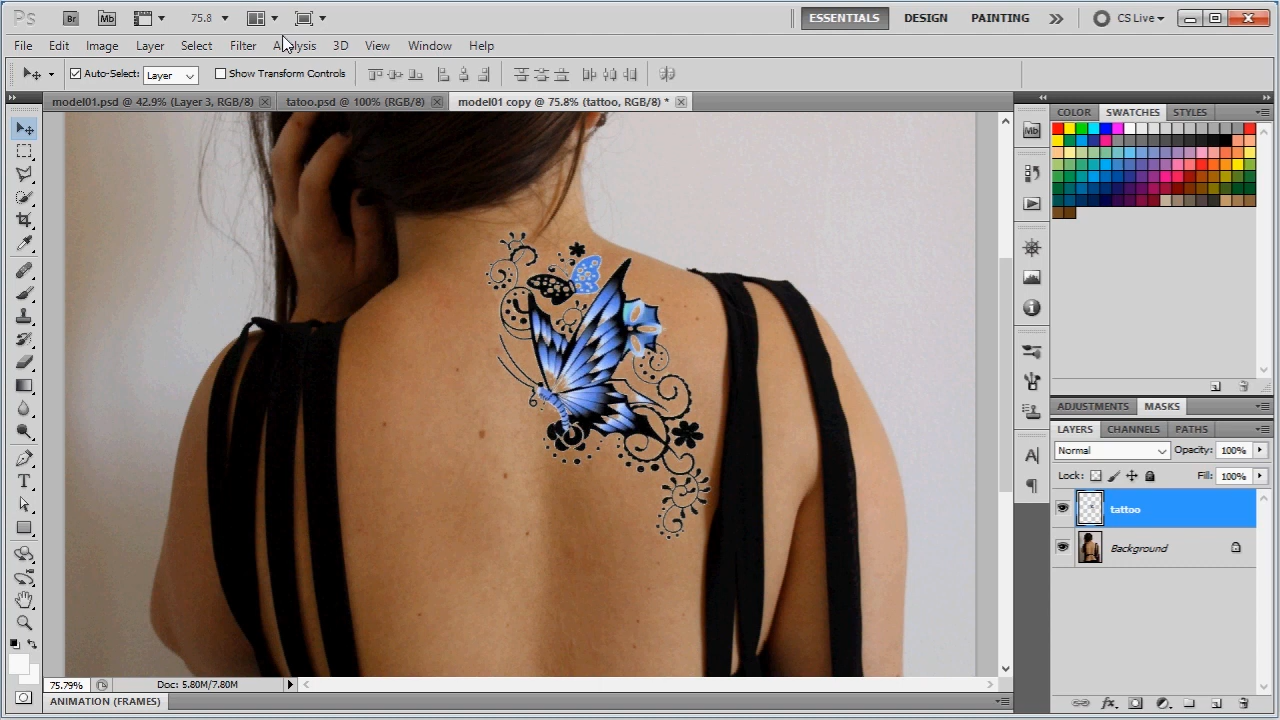 Ps Br Mb 75.8 ESSENTIALS DESIGN PAINTING CS Live
File Edit Image Layer Select Filter Analysis 3D View Window Help
Auto-Select: Layer Show Transform Controls
model01.psd @ 42.9% (Layer 3, RGB/8) tatoo.psd @ 100% (RGB/8) model01 copy @ 75.8% (tattoo, RGB/8) *
COLOR SWATCHES STYLES
Mb
ADJUSTMENTS MASKS
LAYERS CHANNELS PATHS
Normal Opacity: 100%
Lock: Fill: 100%
tattoo
Background
75.79% Doc: 5.80M/7.80M
ANIMATION (FRAMES)